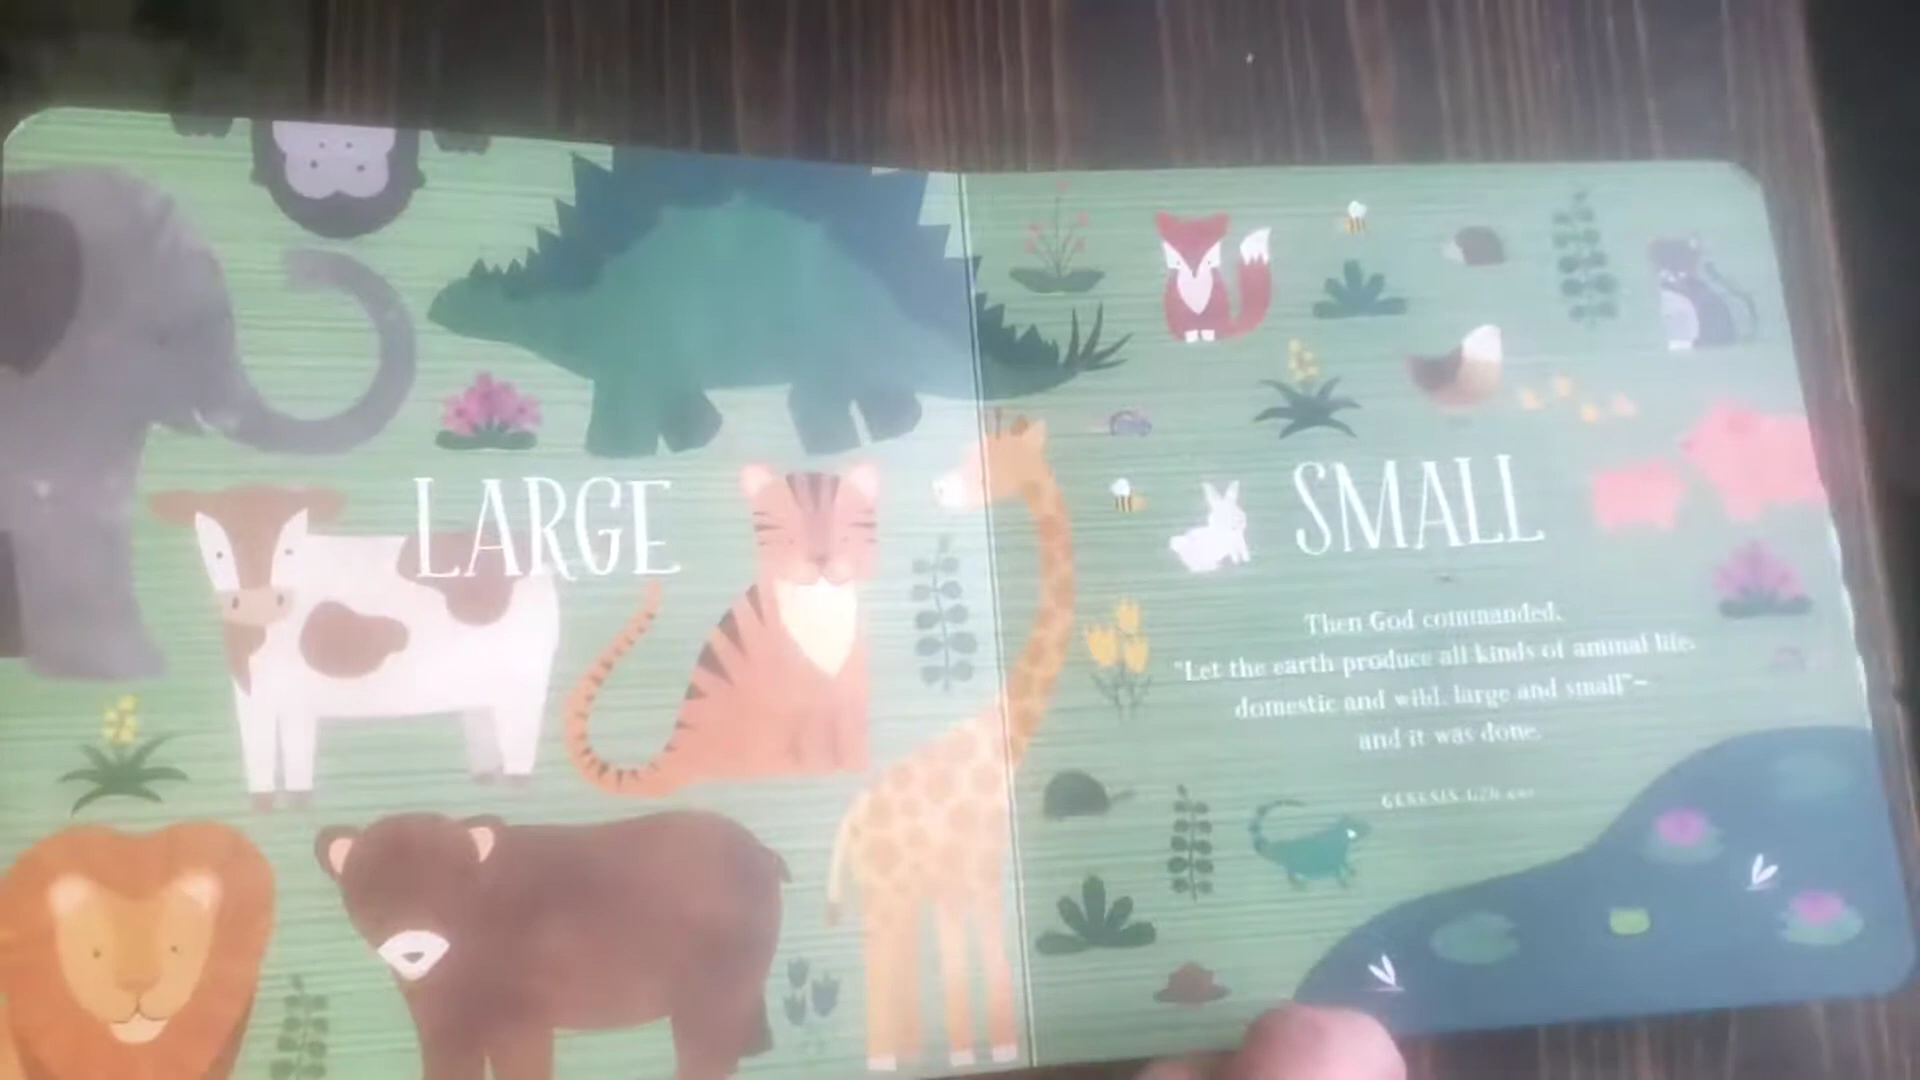 LARGE
SMALL
Then God commanded,
"Let the earth produce all kinds of animal life:
domestic and wild, large and small"–
and it was done.
GENESIS